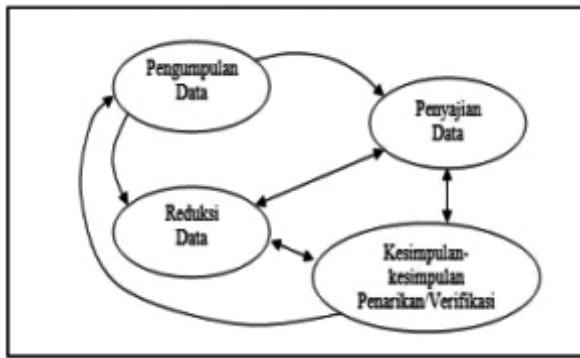 Pengumpulan
Data
Penyajian
Data
Reduksi
Data
Kesimpulan-
kesimpulan
Penarikan/Verifikasi